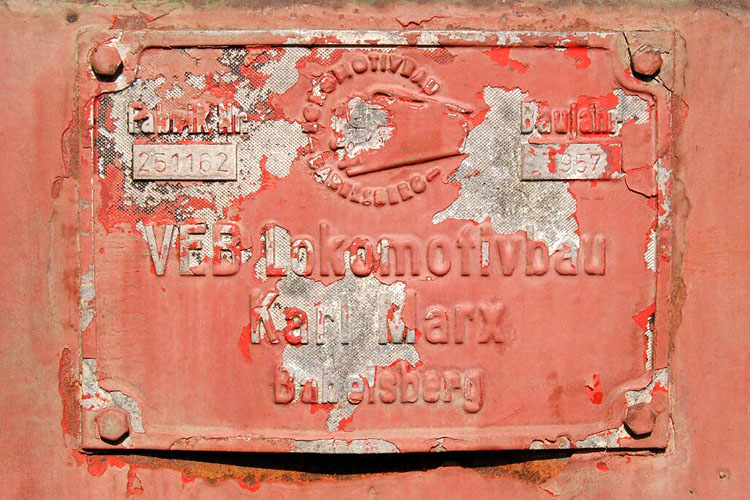 Fabrik Nr.
251162
LOKOMOTIVBAU
BABELSBERG
Baujahr
1957
VEB Lokomotivbau
Karl Marx
Babelsberg